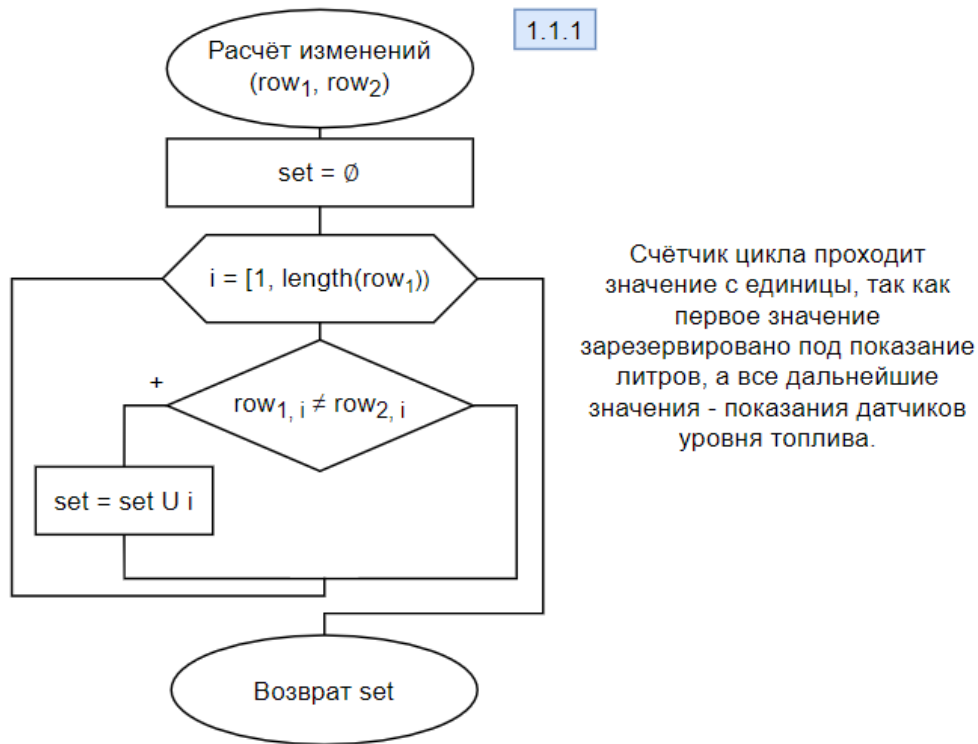 Расчёт изменений
(row₁, row₂)
1.1.1
set = ∅
i = [1, length(row₁))
Счётчик цикла проходит
значение с единицы, так как
первое значение
зарезервировано под показание
литров, а все дальнейшие
значения - показания датчиков
уровня топлива.
+
row₁, ᵢ ≠ row₂, ᵢ
set = set U i
Возврат set